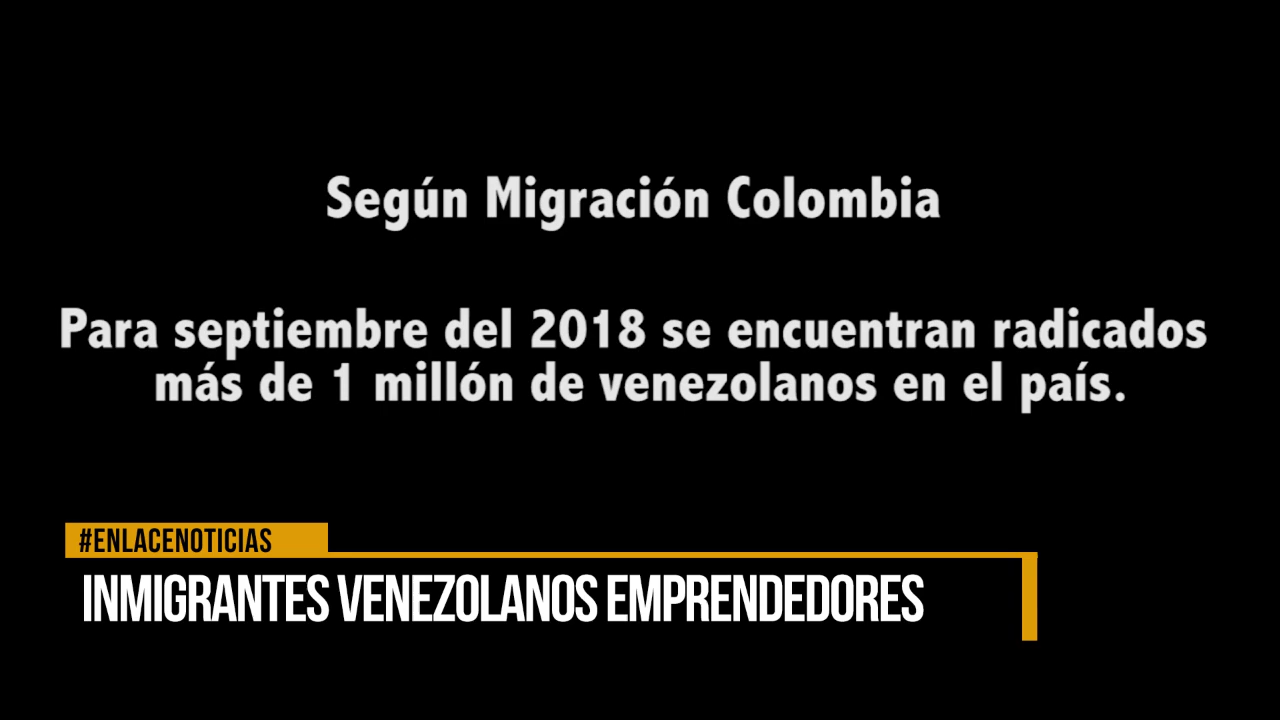 Según Migración Colombia
Para septiembre del 2018 se encuentran radicados
más de 1 millón de venezolanos en el país.
#ENLACENOTICIAS
INMIGRANTES VENEZOLANOS EMPRENDEDORES